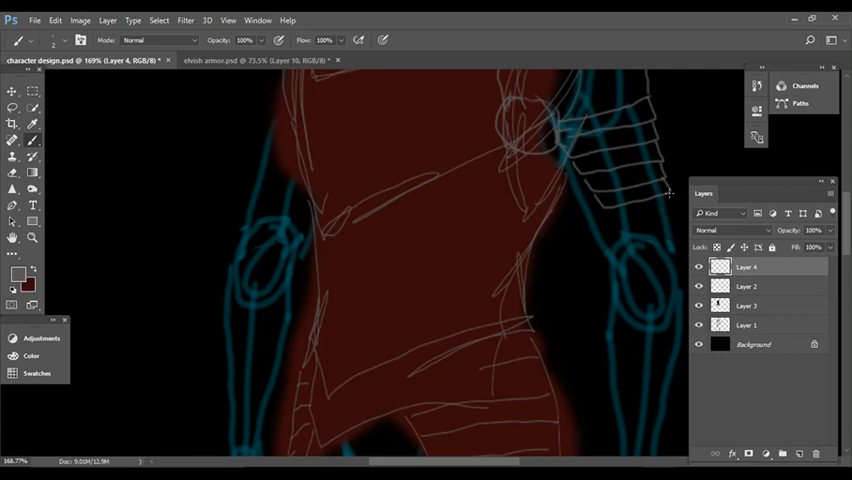 Ps File Edit Image Layer Type Select Filter 3D View Window Help
2 Mode: Normal Opacity: 100% Flow: 100%
character design.psd @ 169% (Layer 4, RGB/8) * × elvish armor.psd @ 73.5% (Layer 10, RGB/8) * ×
Channels
Paths
Layers
Kind
Normal Opacity: 100%
Lock: Fill: 100%
Layer 4
Layer 2
Layer 3
Layer 1
Background
Adjustments
Color
Swatches
168.77% Doc: 9.01M/12.9M